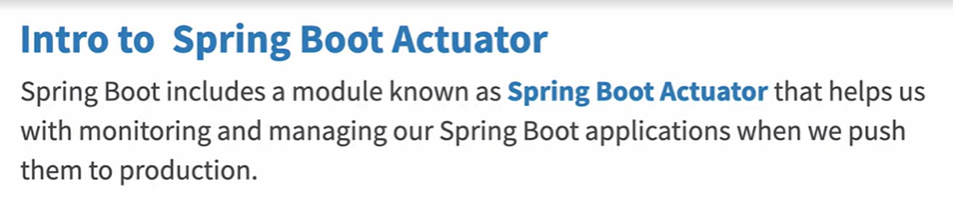 Intro to Spring Boot Actuator
Spring Boot includes a module known as Spring Boot Actuator that helps us
with monitoring and managing our Spring Boot applications when we push
them to production.